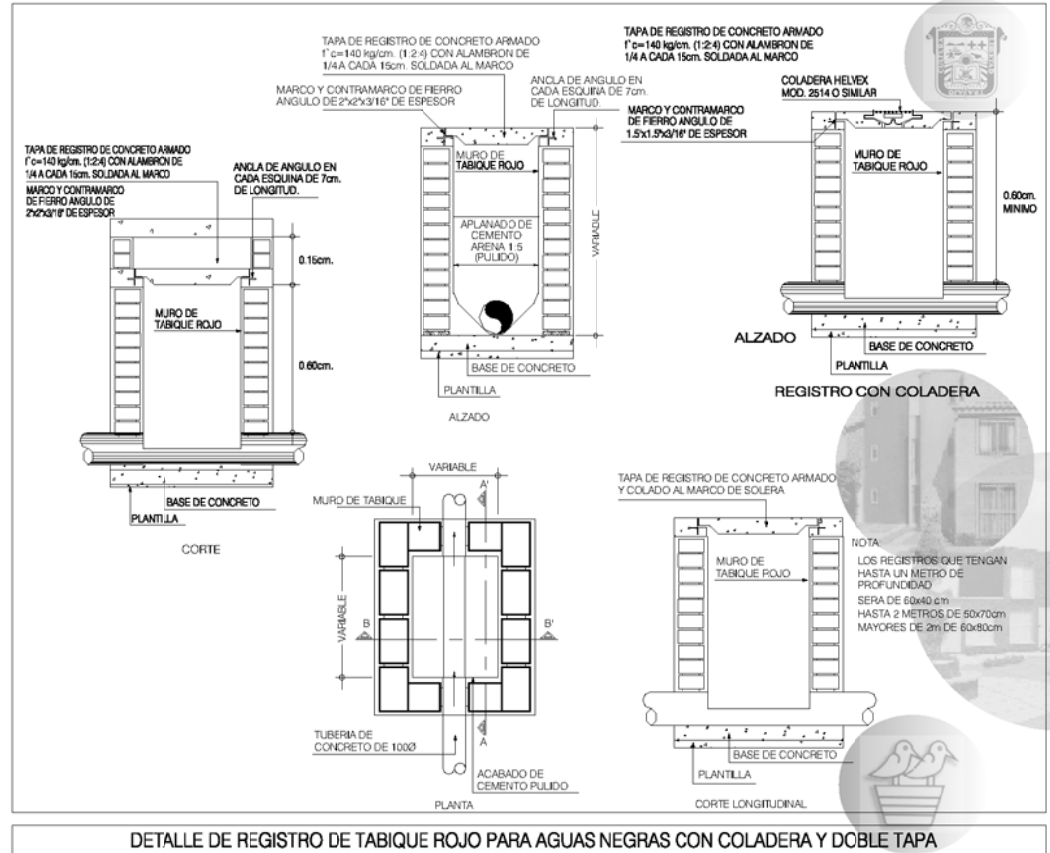 TAPA DE REGISTRO DE CONCRETO ARMADO
f'c=140 kg/cm. (1:2:4) CON ALAMBRON DE
1/4 A CADA 15cm. SOLDADA AL MARCO
MARCO Y CONTRAMARCO
DE FIERRO ANGULO DE
2"x2"x3/16" DE ESPESOR
ANCLA DE ANGULO EN
CADA ESQUINA DE 7cm.
DE LONGITUD.
0.15cm.
MURO DE
TABIQUE ROJO
0.60cm.
BASE DE CONCRETO
PLANTILLA
CORTE
TAPA DE REGISTRO DE CONCRETO ARMADO
f'c=140 kg/cm. (1:2:4) CON ALAMBRON DE
1/4 A CADA 15cm. SOLDADA AL MARCO
MARCO Y CONTRAMARCO DE FIERRO
ANGULO DE 2"x2"x3/16" DE ESPESOR
ANCLA DE ANGULO EN
CADA ESQUINA DE 7cm.
DE LONGITUD.
MURO DE
TABIQUE ROJO
APLANADO DE
CEMENTO
ARENA 1:5
(PULIDO)
VARIABLE
BASE DE CONCRETO
PLANTILLA
ALZADO
TAPA DE REGISTRO DE CONCRETO ARMADO
f'c=140 kg/cm. (1:2:4) CON ALAMBRON DE
1/4 A CADA 15cm. SOLDADA AL MARCO
COLADERA HELVEX
MOD. 2514 O SIMILAR
MARCO Y CONTRAMARCO
DE FIERRO ANGULO DE
1.5"x1.5"x3/16" DE ESPESOR
MURO DE
TABIQUE ROJO
0.60cm.
MINIMO
ALZADO
BASE DE CONCRETO
PLANTILLA
REGISTRO CON COLADERA
VARIABLE
MURO DE TABIQUE
A'
VARIABLE
B
B'
TUBERIA DE
CONCRETO DE 100Ø
A
ACABADO DE
CEMENTO PULIDO
PLANTA
TAPA DE REGISTRO DE CONCRETO ARMADO
Y COLADO AL MARCO DE SOLERA
MURO DE
TABIQUE ROJO
BASE DE CONCRETO
PLANTILLA
CORTE LONGITUDINAL
NOTA:
LOS REGISTROS QUE TENGAN
HASTA UN METRO DE
PROFUNDIDAD
SERA DE 60x40 cm
HASTA 2 METROS DE 50x70cm
MAYORES DE 2m DE 60x80cm
DETALLE DE REGISTRO DE TABIQUE ROJO PARA AGUAS NEGRAS CON COLADERA Y DOBLE TAPA